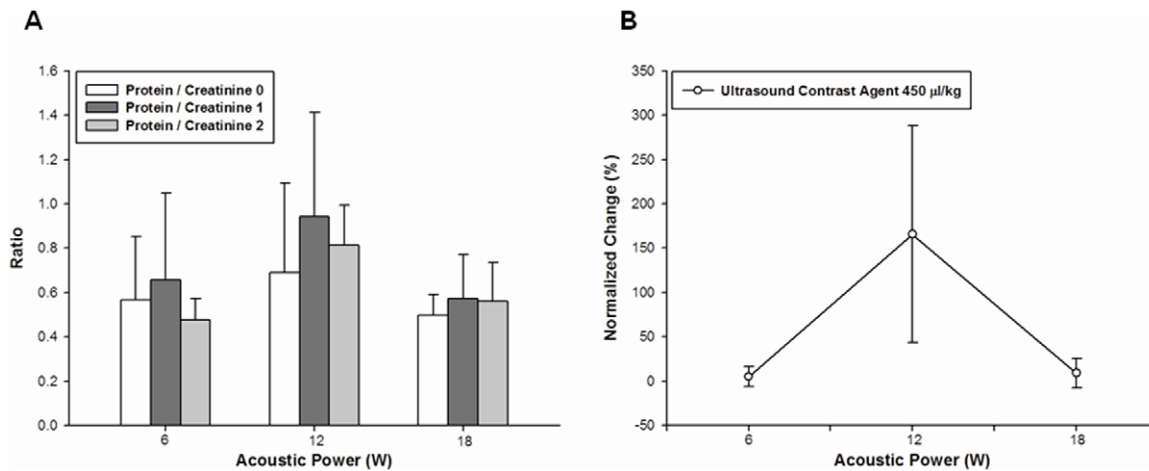 A
1.6
1.4
1.2
1.0
0.8
0.6
0.4
0.2
0.0
Ratio
Protein / Creatinine 0
Protein / Creatinine 1
Protein / Creatinine 2
6
12
18
Acoustic Power (W)
B
350
300
250
200
150
100
50
0
-50
Normalized Change (%)
Ultrasound Contrast Agent 450 μl/kg
6
12
18
Acoustic Power (W)